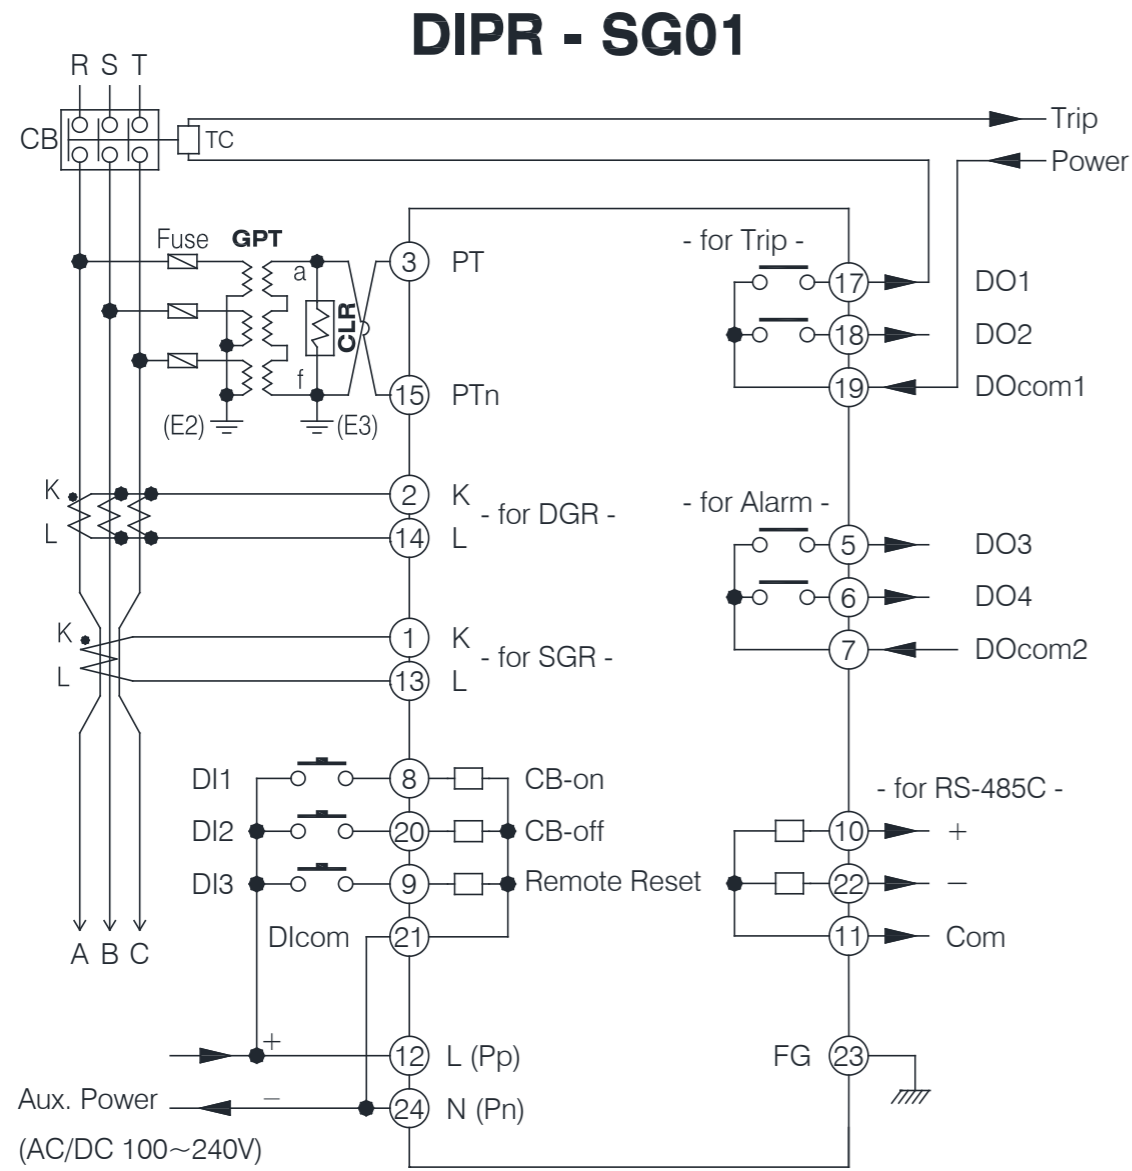 DIPR - SG01
R S T
CB
TC
Trip
Power
Fuse GPT
a
CLR
f
(E2)
(E3)
3 PT
15 PTn
- for Trip -
17 DO1
18 DO2
19 DOcom1
K
L
2 K
- for DGR -
14 L
- for Alarm -
5 DO3
6 DO4
7 DOcom2
K
L
1 K
- for SGR -
13 L
DI1 8 CB-on
DI2 20 CB-off
DI3 9 Remote Reset
DIcom 21
- for RS-485C -
10 +
22 −
11 Com
A B C
+
12 L (Pp)
FG 23
Aux. Power − 24 N (Pn)
(AC/DC 100~240V)